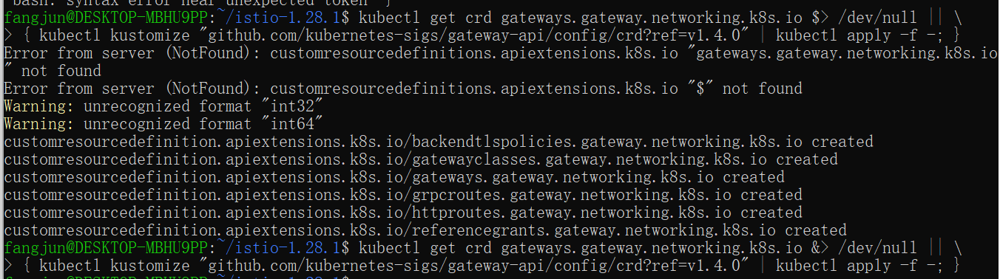 bash: syntax error near unexpected token `}'
fangjun@DESKTOP-MBHU9PP:~/istio-1.28.1$ kubectl get crd gateways.gateway.networking.k8s.io $> /dev/null || \
> { kubectl kustomize "github.com/kubernetes-sigs/gateway-api/config/crd?ref=v1.4.0" | kubectl apply -f -; }
Error from server (NotFound): customresourcedefinitions.apiextensions.k8s.io "gateways.gateway.networking.k8s.io
" not found
Error from server (NotFound): customresourcedefinitions.apiextensions.k8s.io "$" not found
Warning: unrecognized format "int32"
Warning: unrecognized format "int64"
customresourcedefinition.apiextensions.k8s.io/backendtlspolicies.gateway.networking.k8s.io created
customresourcedefinition.apiextensions.k8s.io/gatewayclasses.gateway.networking.k8s.io created
customresourcedefinition.apiextensions.k8s.io/gateways.gateway.networking.k8s.io created
customresourcedefinition.apiextensions.k8s.io/grpcroutes.gateway.networking.k8s.io created
customresourcedefinition.apiextensions.k8s.io/httproutes.gateway.networking.k8s.io created
customresourcedefinition.apiextensions.k8s.io/referencegrants.gateway.networking.k8s.io created
fangjun@DESKTOP-MBHU9PP:~/istio-1.28.1$ kubectl get crd gateways.gateway.networking.k8s.io &> /dev/null || \
> { kubectl kustomize "github.com/kubernetes-sigs/gateway-api/config/crd?ref=v1.4.0" | kubectl apply -f -; }